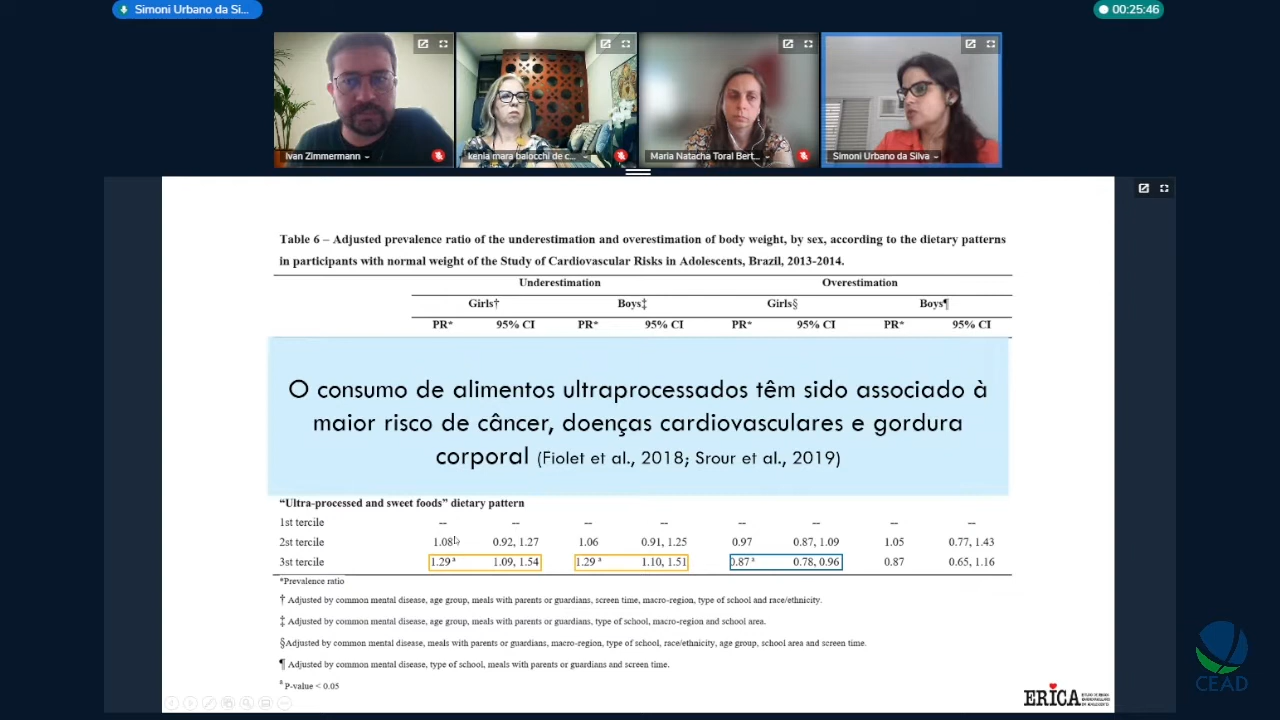 Simoni Urbano da Si...
00:25:46
Ivan Zimmermann
kenia mara baiocchi de c...
Maria Natacha Toral Bert...
Simoni Urbano da Silva
Table 6 – Adjusted prevalence ratio of the underestimation and overestimation of body weight, by sex, according to the dietary patterns
in participants with normal weight of the Study of Cardiovascular Risks in Adolescents, Brazil, 2013-2014.
Underestimation Overestimation
Girls† Boys‡ Girls§ Boys¶
PR* 95% CI PR* 95% CI PR* 95% CI PR* 95% CI
O consumo de alimentos ultraprocessados têm sido associado à
maior risco de câncer, doenças cardiovasculares e gordura
corporal (Fiolet et al., 2018; Srour et al., 2019)
“Ultra-processed and sweet foods” dietary pattern
1st tercile -- -- -- -- -- -- -- --
2st tercile 1.08 0.92, 1.27 1.06 0.91, 1.25 0.97 0.87, 1.09 1.05 0.77, 1.43
3st tercile 1.29 a 1.09, 1.54 1.29 a 1.10, 1.51 0.87 a 0.78, 0.96 0.87 0.65, 1.16
*Prevalence ratio
† Adjusted by common mental disease, age group, meals with parents or guardians, screen time, macro-region, type of school and race/ethnicity.
‡ Adjusted by common mental disease, age group, meals with parents or guardians, type of school, macro-region and school area.
§Adjusted by common mental disease, meals with parents or guardians, macro-region, type of school, race/ethnicity, age group, school area and screen time.
¶ Adjusted by common mental disease, type of school, meals with parents or guardians and screen time.
a P-value < 0.05
ERICA
CEAD